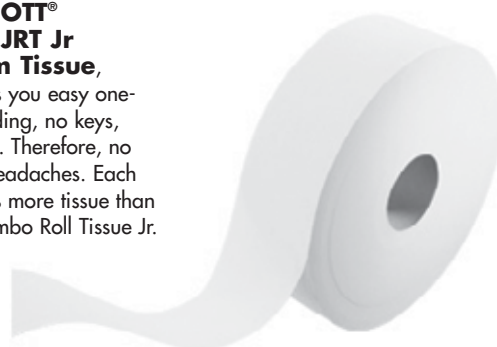 OTT®
JRT Jr
n Tissue,
s you easy one-
ding, no keys,
. Therefore, no
eadaches. Each
s more tissue than
mbo Roll Tissue Jr.